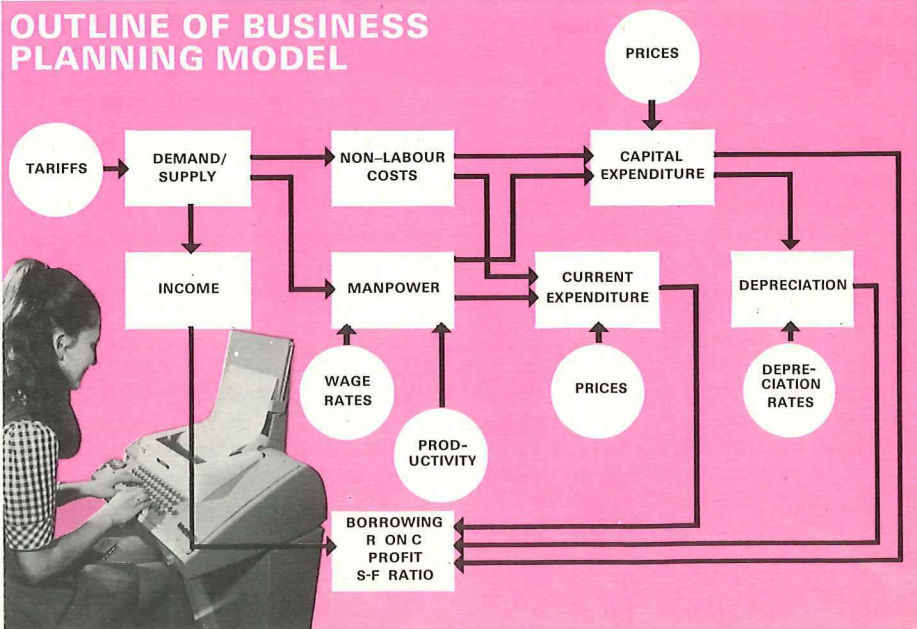 OUTLINE OF BUSINESS
PLANNING MODEL
PRICES
TARIFFS
DEMAND/
SUPPLY
NON–LABOUR
COSTS
CAPITAL
EXPENDITURE
INCOME
MANPOWER
CURRENT
EXPENDITURE
DEPRECIATION
WAGE
RATES
PROD-
UCTIVITY
PRICES
DEPRE-
CIATION
RATES
BORROWING
R ON C
PROFIT
S-F RATIO